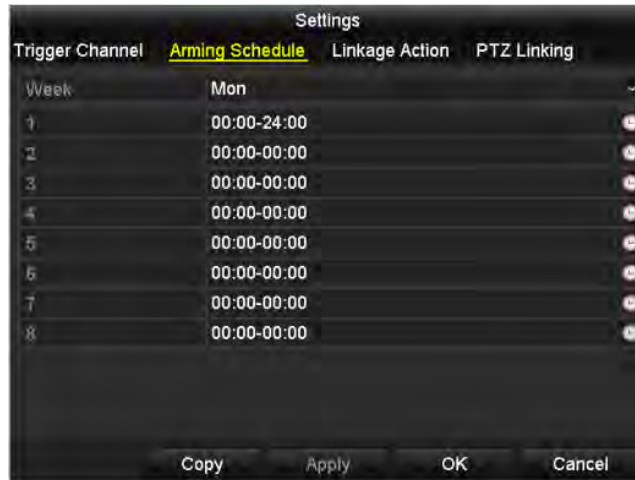 Settings
Trigger Channel Arming Schedule Linkage Action PTZ Linking
Week Mon
1 00:00-24:00
2 00:00-00:00
3 00:00-00:00
4 00:00-00:00
5 00:00-00:00
6 00:00-00:00
7 00:00-00:00
8 00:00-00:00
Copy Apply OK Cancel